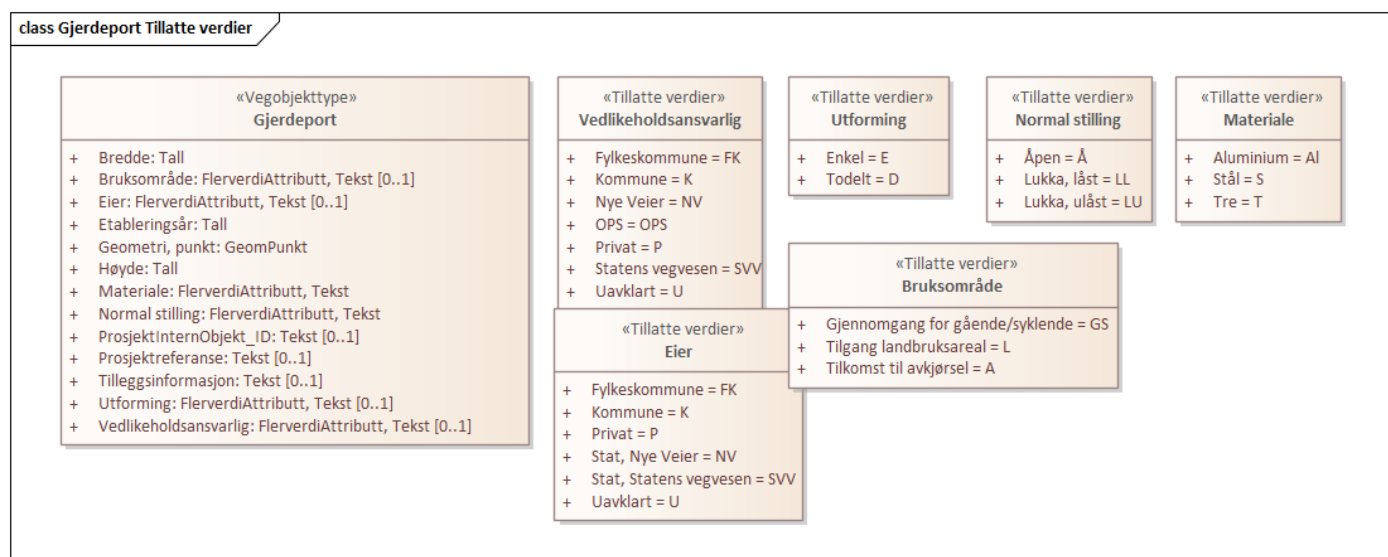 class Gjerdeport Tillatte verdier
«Vegobjekttype»
Gjerdeport
+ Bredde: Tall
+ Bruksområde: FlerverdiAttributt, Tekst [0..1]
+ Eier: FlerverdiAttributt, Tekst [0..1]
+ Etableringsår: Tall
+ Geometri, punkt: GeomPunkt
+ Høyde: Tall
+ Materiale: FlerverdiAttributt, Tekst
+ Normal stilling: FlerverdiAttributt, Tekst
+ ProsjektInternObjekt_ID: Tekst [0..1]
+ Prosjektreferanse: Tekst [0..1]
+ Tilleggsinformasjon: Tekst [0..1]
+ Utforming: FlerverdiAttributt, Tekst [0..1]
+ Vedlikeholdsansvarlig: FlerverdiAttributt, Tekst [0..1]
«Tillatte verdier»
Vedlikeholdsansvarlig
+ Fylkeskommune = FK
+ Kommune = K
+ Nye Veier = NV
+ OPS = OPS
+ Privat = P
+ Statens vegvesen = SVV
+ Uavklart = U
«Tillatte verdier»
Eier
+ Fylkeskommune = FK
+ Kommune = K
+ Privat = P
+ Stat, Nye Veier = NV
+ Stat, Statens vegvesen = SVV
+ Uavklart = U
«Tillatte verdier»
Utforming
+ Enkel = E
+ Todelt = D
«Tillatte verdier»
Normal stilling
+ Åpen = Å
+ Lukka, låst = LL
+ Lukka, ulåst = LU
«Tillatte verdier»
Materiale
+ Aluminium = Al
+ Stål = S
+ Tre = T
«Tillatte verdier»
Bruksområde
+ Gjennomgang for gående/syklende = GS
+ Tilgang landbruksareal = L
+ Tilkomst til avkjørsel = A